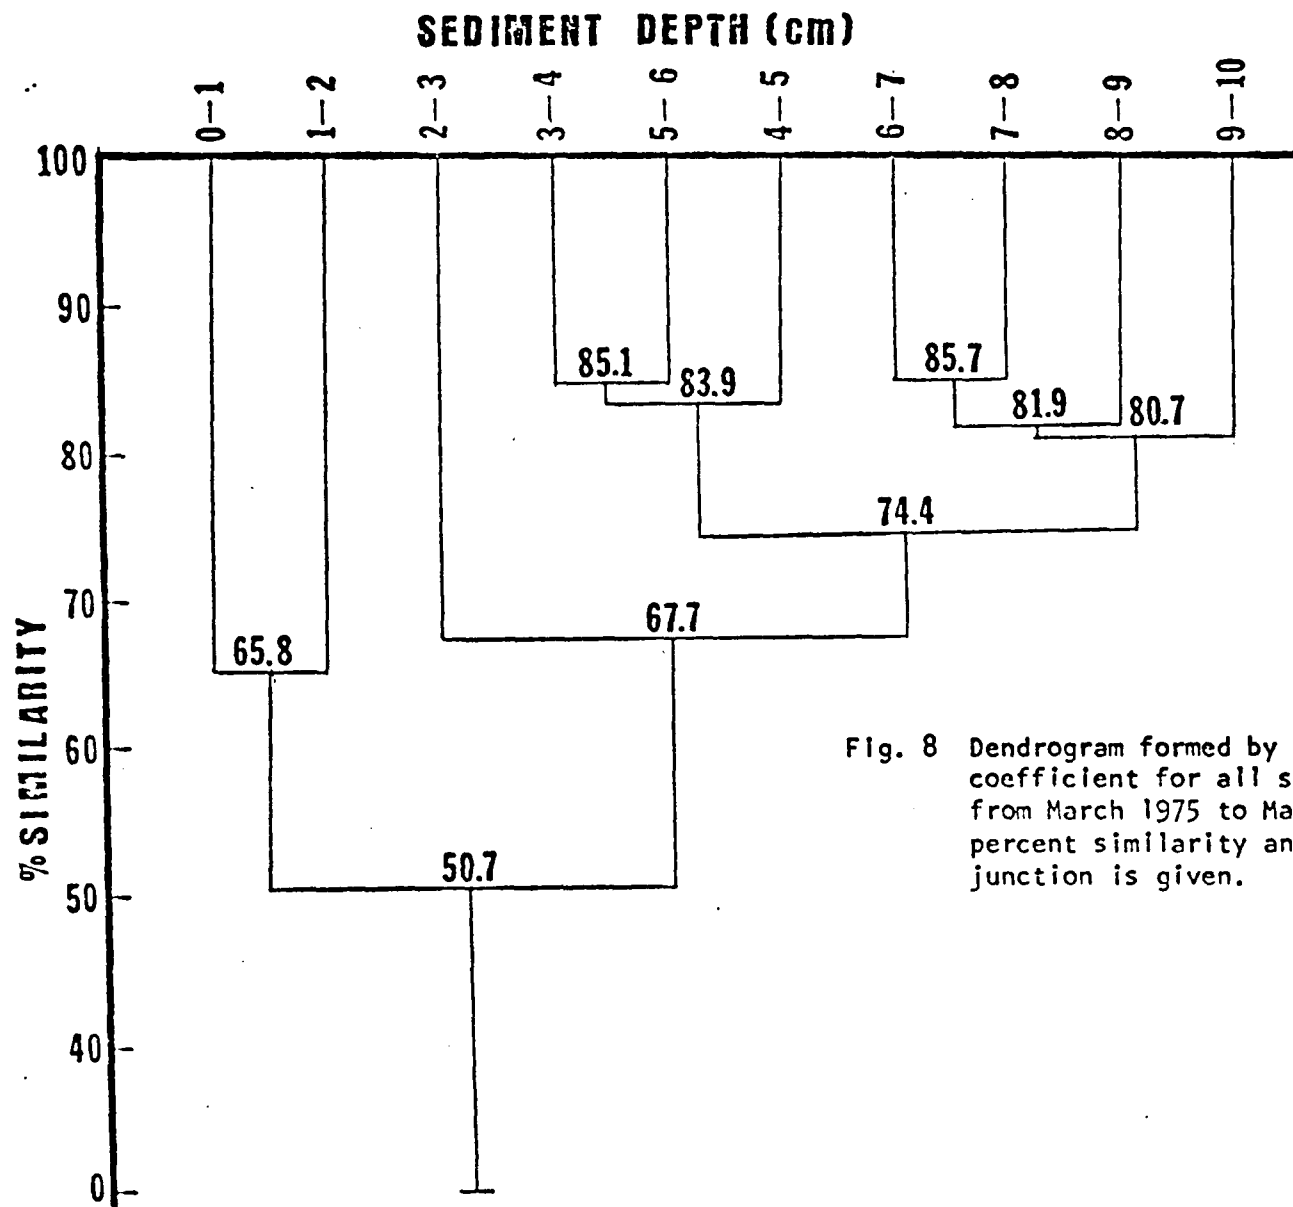 SEDIMENT DEPTH (cm)
0-1 1-2 2-3 3-4 5-6 4-5 6-7 7-8 8-9 9-10
100
90
85.1
83.9
85.7
81.9
80.7
80
74.4
70
67.7
65.8
60
50.7
50
40
0
% SIMILARITY
Fig. 8 Dendrogram formed by
coefficient for all s
from March 1975 to Ma
percent similarity an
junction is given.